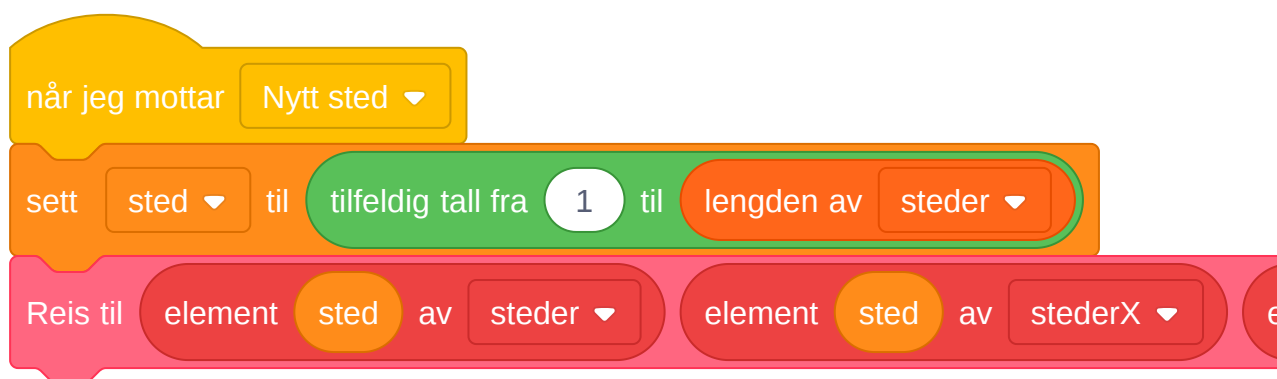 når jeg mottar Nytt sted
sett sted til tilfeldig tall fra 1 til lengden av steder
Reis til element sted av steder element sted av stederX